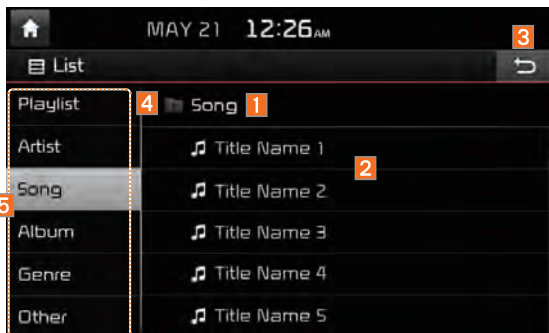 MAY 21 12:26AM
3
List
Playlist
4 Song 1
Artist
Title Name 1
2
Song
Title Name 2
5
Album
Title Name 3
Genre
Title Name 4
Other
Title Name 5